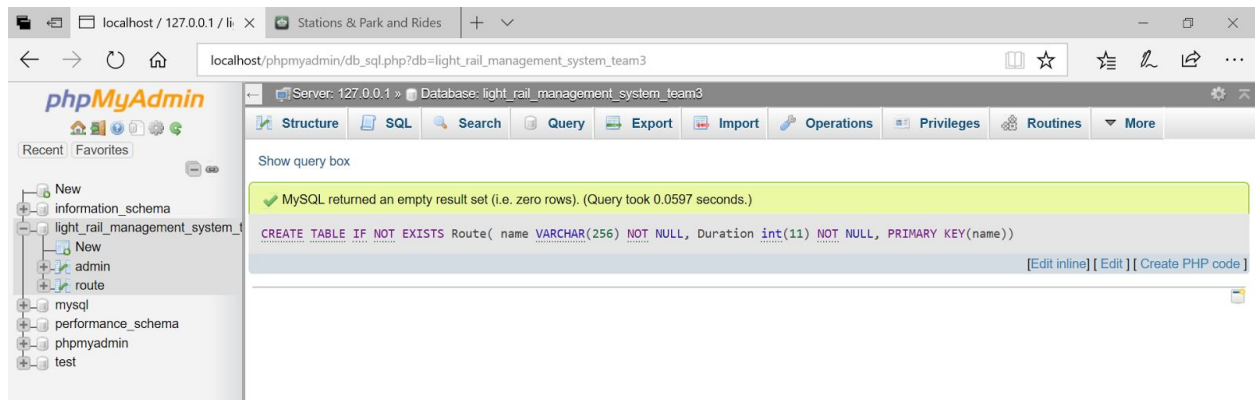 localhost / 127.0.0.1 / li
Stations & Park and Rides
localhost/phpmyadmin/db_sql.php?db=light_rail_management_system_team3
phpMyAdmin
Recent Favorites
New
information_schema
light_rail_management_system_t
New
admin
route
mysql
performance_schema
phpmyadmin
test
Server: 127.0.0.1 » Database: light_rail_management_system_team3
Structure SQL Search Query Export Import Operations Privileges Routines More
Show query box
MySQL returned an empty result set (i.e. zero rows). (Query took 0.0597 seconds.)
CREATE TABLE IF NOT EXISTS Route( name VARCHAR(256) NOT NULL, Duration int(11) NOT NULL, PRIMARY KEY(name))
[Edit inline] [ Edit ] [ Create PHP code ]